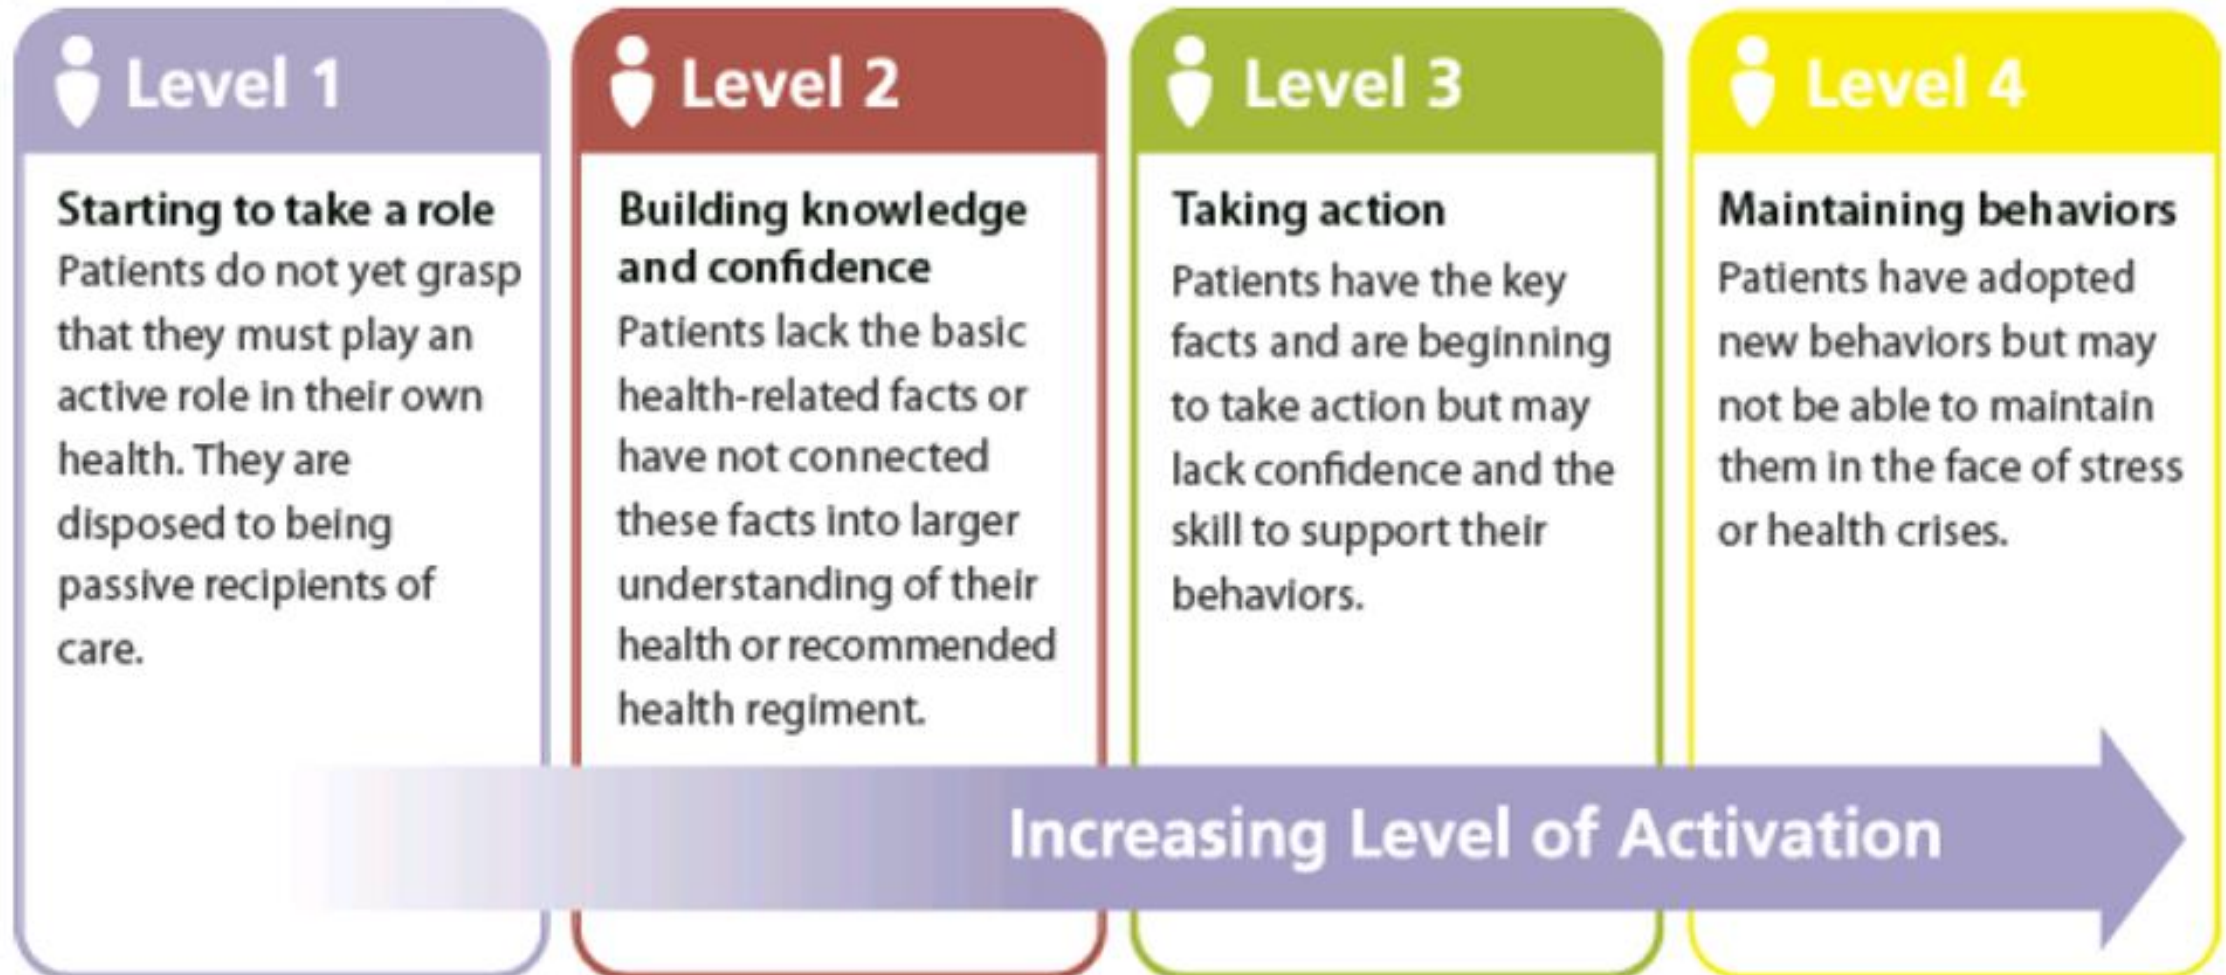 Level 1
Starting to take a role
Patients do not yet grasp
that they must play an
active role in their own
health. They are
disposed to being
passive recipients of
care.
Level 2
Building knowledge
and confidence
Patients lack the basic
health-related facts or
have not connected
these facts into larger
understanding of their
health or recommended
health regiment.
Level 3
Taking action
Patients have the key
facts and are beginning
to take action but may
lack confidence and the
skill to support their
behaviors.
Level 4
Maintaining behaviors
Patients have adopted
new behaviors but may
not be able to maintain
them in the face of stress
or health crises.
Increasing Level of Activation